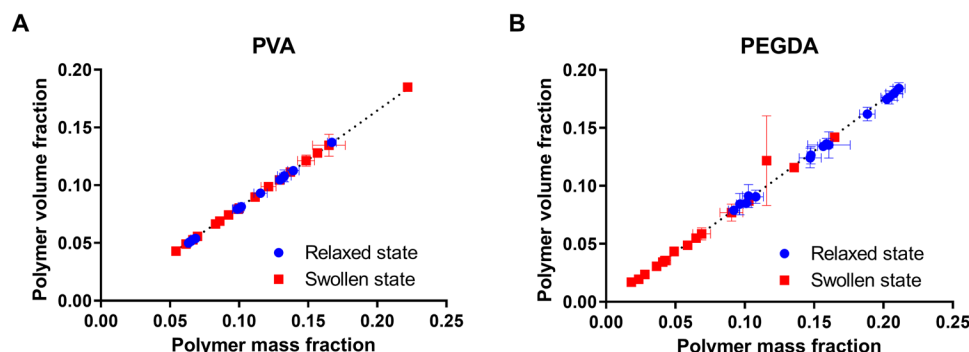 A
PVA
Polymer volume fraction
0.20
0.15
0.10
0.05
0.00
Relaxed state
Swollen state
0.00 0.05 0.10 0.15 0.20 0.25
Polymer mass fraction
B
PEGDA
Polymer volume fraction
0.20
0.15
0.10
0.05
0.00
Relaxed state
Swollen state
0.00 0.05 0.10 0.15 0.20 0.25
Polymer mass fraction